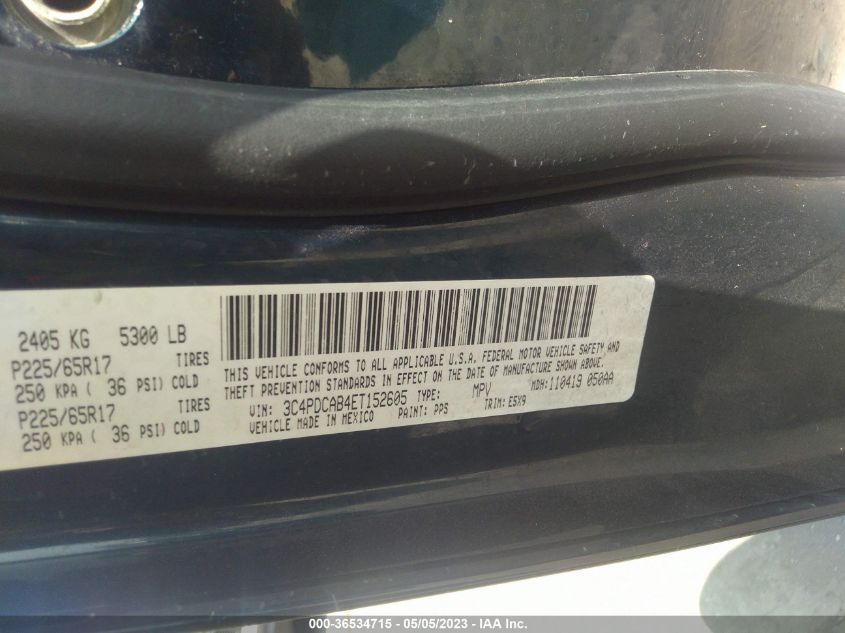 2405 KG 5300 LB
P225/65R17 TIRES
250 KPA ( 36 PSI) COLD
P225/65R17 TIRES
250 KPA ( 36 PSI) COLD
THIS VEHICLE CONFORMS TO ALL APPLICABLE U.S.A. FEDERAL MOTOR VEHICLE SAFETY AND
THEFT PREVENTION STANDARDS IN EFFECT ON THE DATE OF MANUFACTURE SHOWN ABOVE.
VIN: 3C4PDCAB4ET152605 TYPE: MPV MDH:110419 050AA
VEHICLE MADE IN MEXICO PAINT: PPS TRIM: E5X9
000-36534715 - 05/05/2023 - IAA Inc.